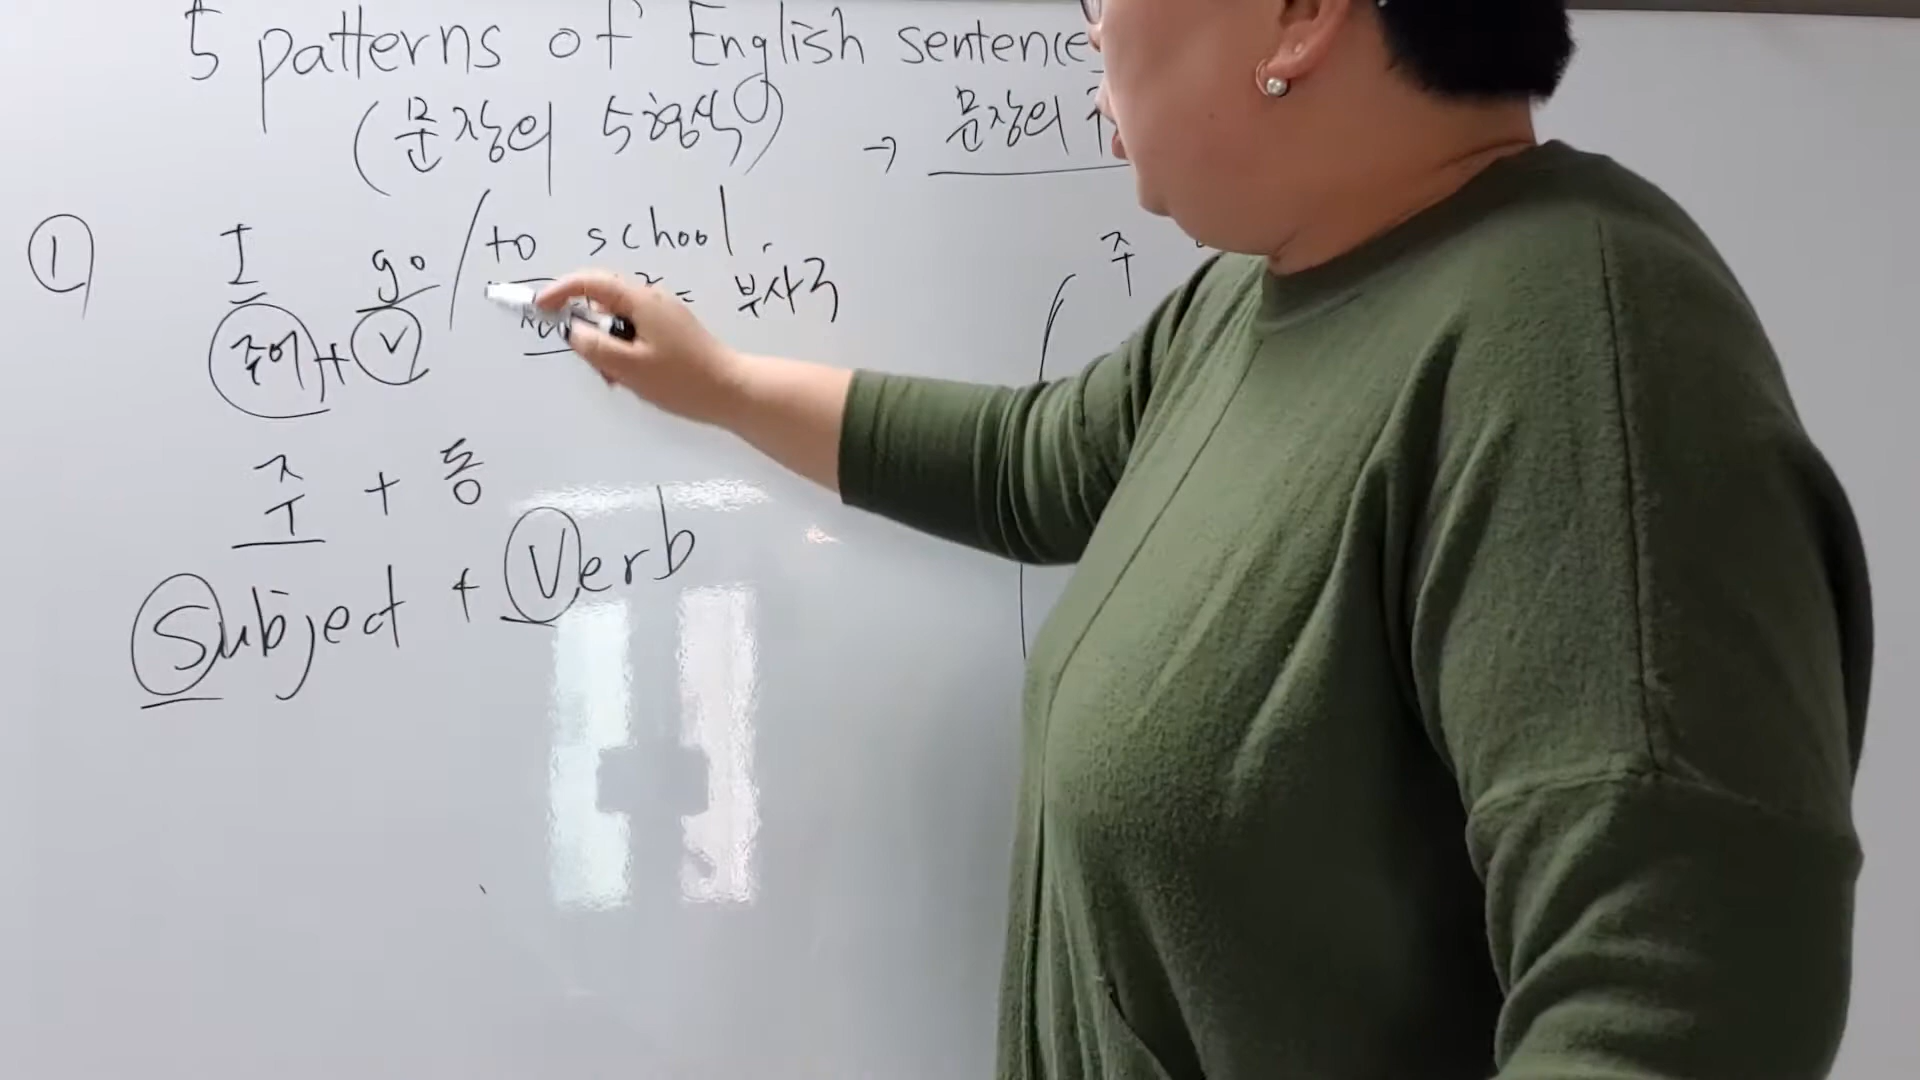 5 patterns of English sentence
(문장의 5형식) → 문장의
① I go / to school.
부사구
주어 + V
주 + 동
Subject + Verb
주